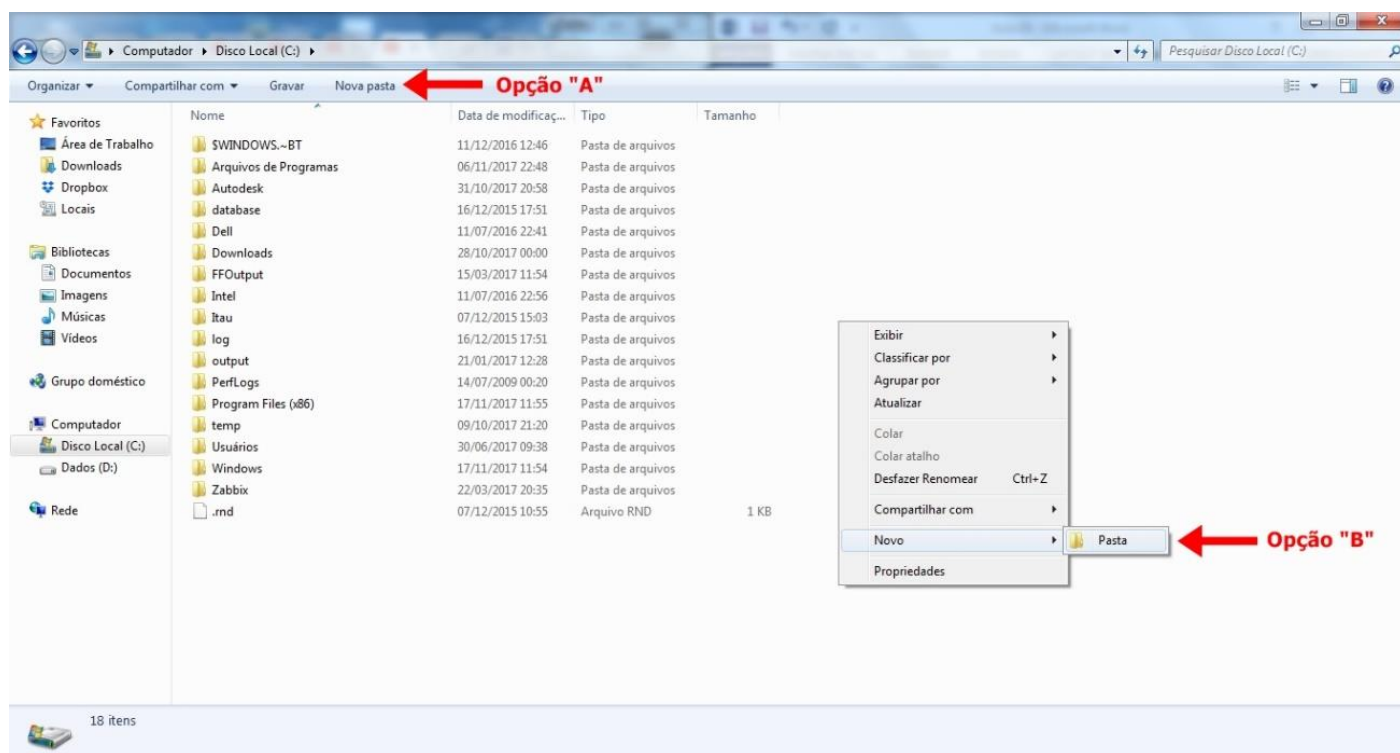 Computador Disco Local (C:) Pesquisar Disco Local (C:)
Organizar Compartilhar com Gravar Nova pasta Opção "A"
Nome Data de modificaç... Tipo Tamanho
Favoritos
Área de Trabalho
Downloads
Dropbox
Locais
Bibliotecas
Documentos
Imagens
Músicas
Vídeos
Grupo doméstico
Computador
Disco Local (C:)
Dados (D:)
Rede
$WINDOWS.~BT 11/12/2016 12:46 Pasta de arquivos
Arquivos de Programas 06/11/2017 22:48 Pasta de arquivos
Autodesk 31/10/2017 20:58 Pasta de arquivos
database 16/12/2015 17:51 Pasta de arquivos
Dell 11/07/2016 22:41 Pasta de arquivos
Downloads 28/10/2017 00:00 Pasta de arquivos
FFOutput 15/03/2017 11:54 Pasta de arquivos
Intel 11/07/2016 22:56 Pasta de arquivos
Itau 07/12/2015 15:03 Pasta de arquivos
log 16/12/2015 17:51 Pasta de arquivos
output 21/01/2017 12:28 Pasta de arquivos
PerfLogs 14/07/2009 00:20 Pasta de arquivos
Program Files (x86) 17/11/2017 11:55 Pasta de arquivos
temp 09/10/2017 21:20 Pasta de arquivos
Usuários 30/06/2017 09:38 Pasta de arquivos
Windows 17/11/2017 11:54 Pasta de arquivos
Zabbix 22/03/2017 20:35 Pasta de arquivos
.rnd 07/12/2015 10:55 Arquivo RND 1 KB
Exibir
Classificar por
Agrupar por
Atualizar
Colar
Colar atalho
Desfazer Renomear Ctrl+Z
Compartilhar com
Novo Pasta Opção "B"
Propriedades
18 itens